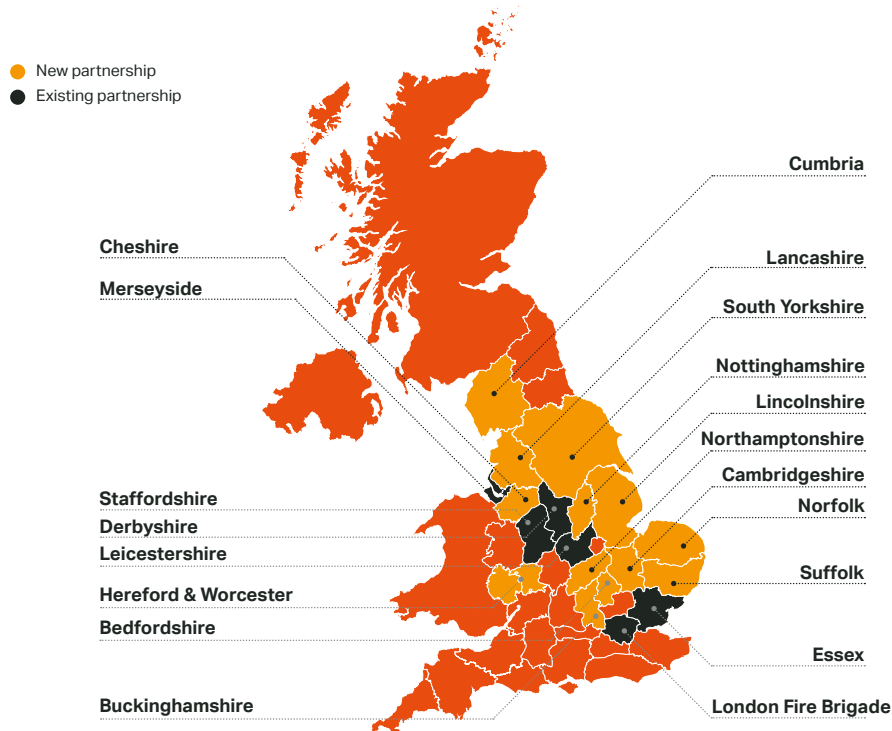 New partnership
Existing partnership
Cumbria
Cheshire
Lancashire
Merseyside
South Yorkshire
Nottinghamshire
Lincolnshire
Northamptonshire
Cambridgeshire
Staffordshire
Norfolk
Derbyshire
Leicestershire
Suffolk
Hereford & Worcester
Bedfordshire
Essex
Buckinghamshire
London Fire Brigade